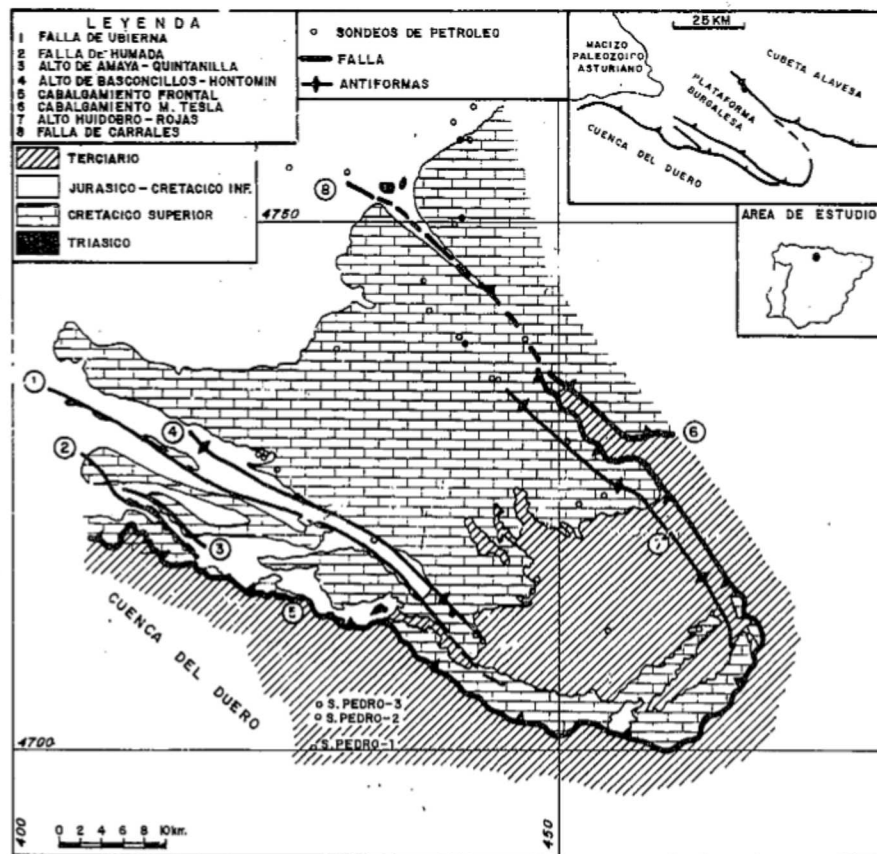 LEYENDA
1 FALLA DE UBIERNA
2 FALLA DE HUMADA
3 ALTO DE AMAYA - QUINTANILLA
4 ALTO DE BASCONCILLOS - HONTOMIN
5 CABALGAMIENTO FRONTAL
6 CABALGAMIENTO M. TESLA
7 ALTO HUIDOBRO - ROJAS
8 FALLA DE CARRALES
SONDEOS DE PETROLEO
FALLA
ANTIFORMAS
TERCIARIO
JURASICO - CRETACICO INF.
CRETACICO SUPERIOR
TRIASICO
25 KM
MACIZO
PALEOZOICO
ASTURIANO
CUBETA ALAVESA
PLATAFORMA
BURGALESA
CUENCA DEL DUERO
AREA DE ESTUDIO
4750
8
1
4
2
6
3
7
5
CUENCA DEL DUERO
S. PEDRO-3
S. PEDRO-2
S. PEDRO-1
4700
0 2 4 6 8 10 km.
400
450